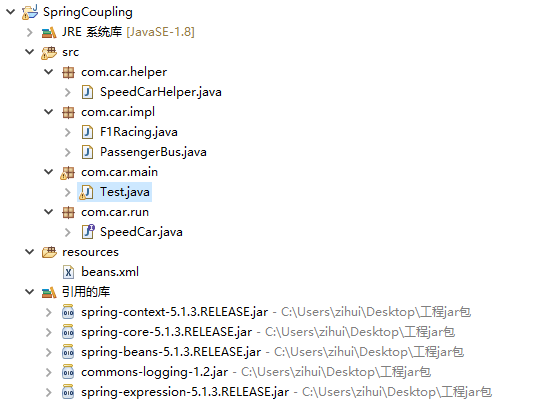 SpringCoupling
JRE 系统库 [JavaSE-1.8]
src
com.car.helper
SpeedCarHelper.java
com.car.impl
F1Racing.java
PassengerBus.java
com.car.main
Test.java
com.car.run
SpeedCar.java
resources
beans.xml
引用的库
spring-context-5.1.3.RELEASE.jar - C:\Users\zihui\Desktop\工程jar包
spring-core-5.1.3.RELEASE.jar - C:\Users\zihui\Desktop\工程jar包
spring-beans-5.1.3.RELEASE.jar - C:\Users\zihui\Desktop\工程jar包
commons-logging-1.2.jar - C:\Users\zihui\Desktop\工程jar包
spring-expression-5.1.3.RELEASE.jar - C:\Users\zihui\Desktop\工程jar包